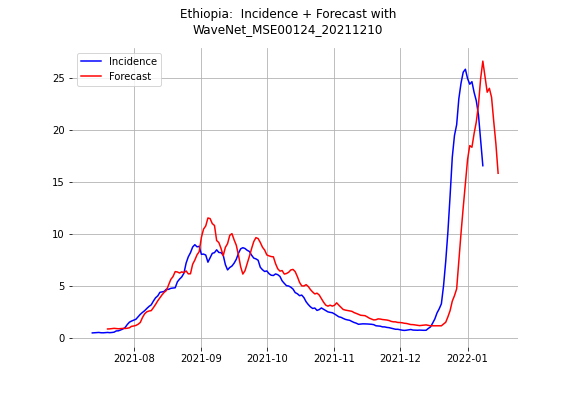 Ethiopia:  Incidence + Forecast with
WaveNet_MSE00124_20211210
Incidence
Forecast
25
20
15
10
5
0
2021-08 2021-09 2021-10 2021-11 2021-12 2022-01